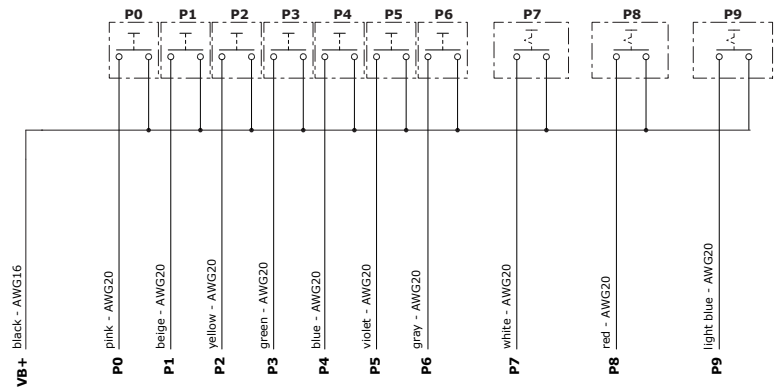 P0 P1 P2 P3 P4 P5 P6 P7 P8 P9
black - AWG16
pink - AWG20
beige - AWG20
yellow - AWG20
green - AWG20
blue - AWG20
violet - AWG20
gray - AWG20
white - AWG20
red - AWG20
light blue - AWG20
VB+ P0 P1 P2 P3 P4 P5 P6 P7 P8 P9